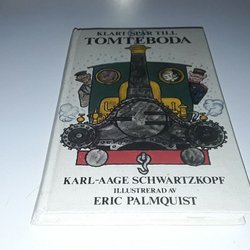 KLART SPÅR TILL
TOMTEBODA
KARL-AAGE SCHWARTZKOPF
ILLUSTRERAD AV
ERIC PALMQUIST